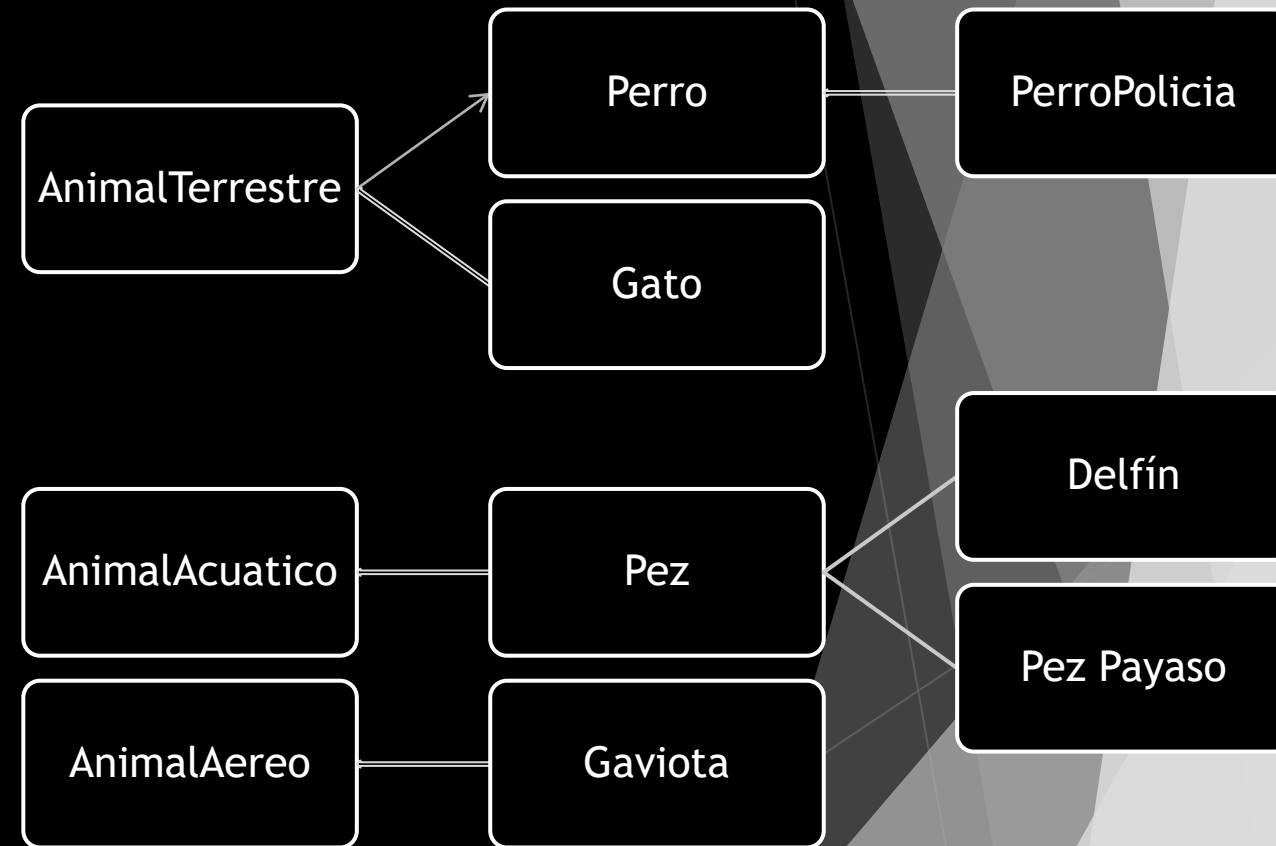 AnimalTerrestre
Perro
PerroPolicia
Gato
AnimalAcuatico
Pez
Delfín
Pez Payaso
AnimalAereo
Gaviota